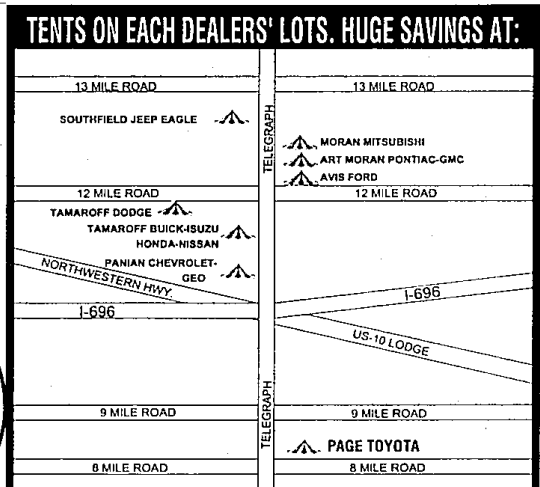 TENTS ON EACH DEALERS' LOTS. HUGE SAVINGS AT:
13 MILE ROAD
13 MILE ROAD
TELEGRAPH
SOUTHFIELD JEEP EAGLE
MORAN MITSUBISHI
ART MORAN PONTIAC-GMC
AVIS FORD
12 MILE ROAD
12 MILE ROAD
TAMAROFF DODGE
TAMAROFF BUICK-ISUZU
HONDA-NISSAN
PANIAN CHEVROLET-
GEO
NORTHWESTERN HWY.
I-696
I-696
US-10 LODGE
TELEGRAPH
9 MILE ROAD
9 MILE ROAD
PAGE TOYOTA
8 MILE ROAD
8 MILE ROAD